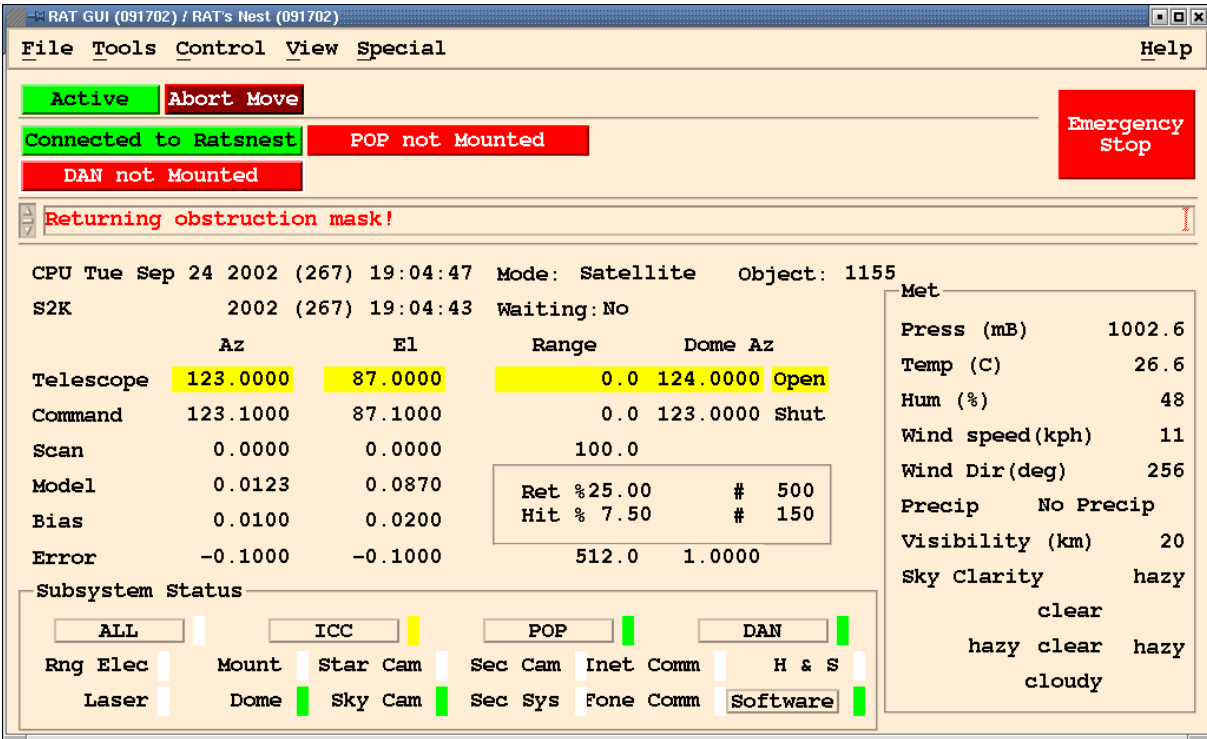 RAT GUI (091702) / RAT's Nest (091702)
File Tools Control View Special Help
Active Abort Move
Emergency Stop
Connected to Ratsnest POP not Mounted
DAN not Mounted
Returning obstruction mask!
CPU Tue Sep 24 2002 (267) 19:04:47 Mode: Satellite Object: 1155
S2K 2002 (267) 19:04:43 Waiting: No
Az El Range Dome Az
Telescope 123.0000 87.0000 0.0 124.0000 Open
Command 123.1000 87.1000 0.0 123.0000 Shut
Scan 0.0000 0.0000 100.0
Model 0.0123 0.0870
Bias 0.0100 0.0200
Ret %25.00 # 500
Hit % 7.50 # 150
Error -0.1000 -0.1000 512.0 1.0000
Met
Press (mB) 1002.6
Temp (C) 26.6
Hum (%) 48
Wind speed(kph) 11
Wind Dir(deg) 256
Precip No Precip
Visibility (km) 20
Sky Clarity hazy
clear
hazy clear hazy
cloudy
Subsystem Status
ALL ICC POP DAN
Rng Elec Mount Star Cam Sec Cam Inet Comm H & S
Laser Dome Sky Cam Sec Sys Fone Comm Software